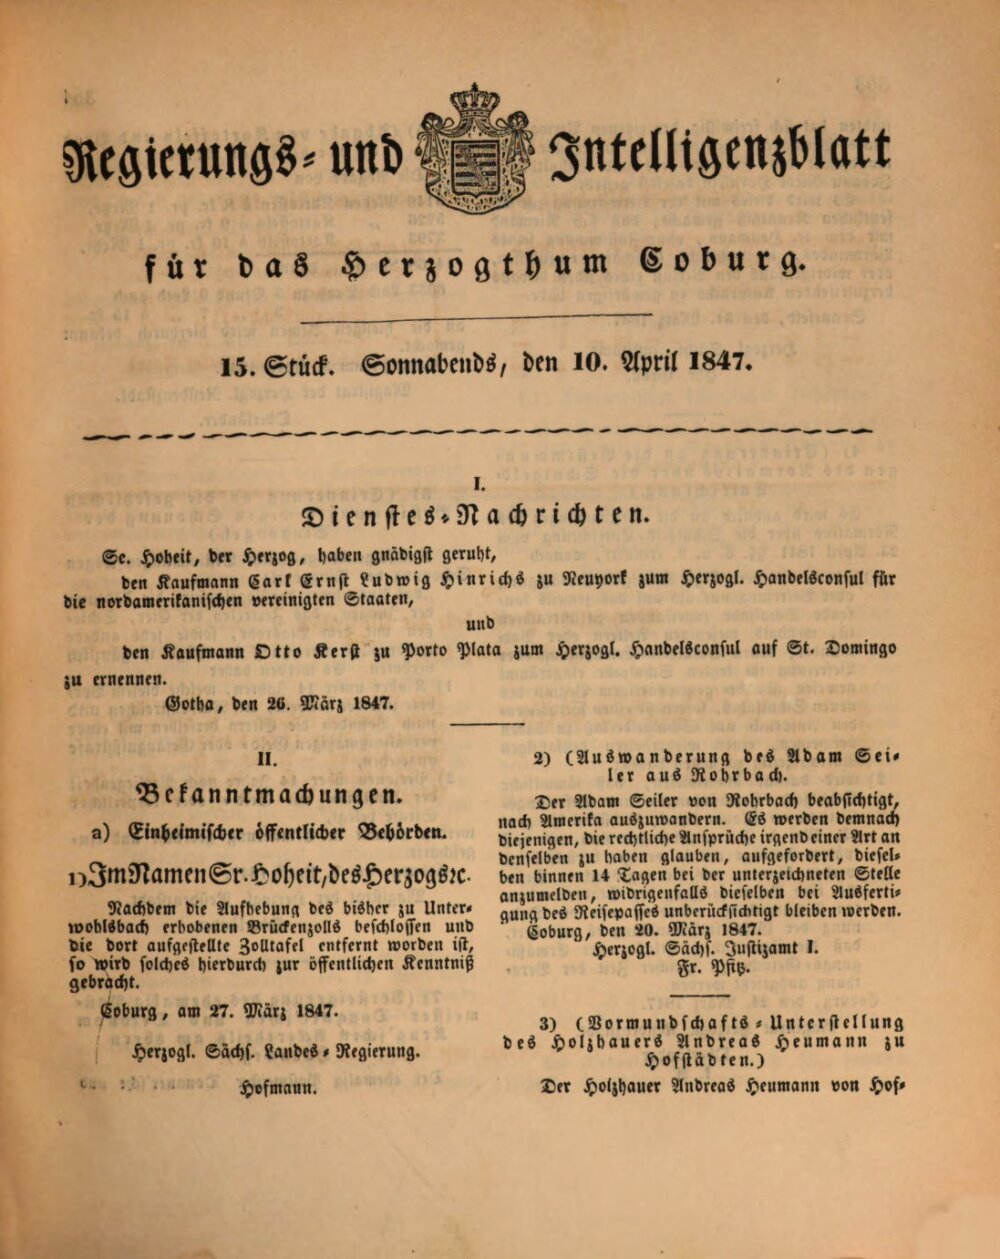 Regierungs- und Intelligenzblatt
für das Herzogthum Coburg.
15. Stück. Sonnabends, den 10. April 1847.
I.
Dienstes-Nachrichten.
Se. Hoheit, der Herzog, haben gnädigst geruht,
den Kaufmann Carl Ernst Ludwig Hinrichs zu Neuyork zum Herzogl. Handelsconsul für
die nordamerikanischen vereinigten Staaten,
und
den Kaufmann Otto Kerst zu Porto Plata zum Herzogl. Handelsconsul auf St. Domingo
zu ernennen.
Gotha, den 26. März 1847.
II.
Bekanntmachungen.
a) Einheimischer öffentlicher Behörden.
1) Im Namen Sr. Hoheit, des Herzogs ꝛc.
Nachdem die Aufhebung des bisher zu Unter-
wohlsbach erhobenen Brückenzolls beschlossen und
die dort aufgestellte Zolltafel entfernt worden ist,
so wird solches hierdurch zur öffentlichen Kenntniß
gebracht.
Coburg, am 27. März 1847.
Herzogl. Sächs. Landes-Regierung.
Hofmann.
2) (Auswanderung des Adam Sei-
ler aus Rohrbach.
Der Adam Seiler von Rohrbach beabsichtigt,
nach Amerika auszuwandern. Es werden demnach
diejenigen, die rechtliche Ansprüche irgend einer Art an
denselben zu haben glauben, aufgefordert, diesel-
ben binnen 14 Tagen bei der unterzeichneten Stelle
anzumelden, widrigenfalls dieselben bei Ausferti-
gung des Reisepasses unberücksichtigt bleiben werden.
Coburg, den 20. März 1847.
Herzogl. Sächs. Justizamt I.
Fr. Pfitz.
3) (Vormundschafts-Unterstellung
des Holzhauers Andreas Heumann zu
Hofstädten.)
Der Holzhauer Andreas Heumann von Hof-